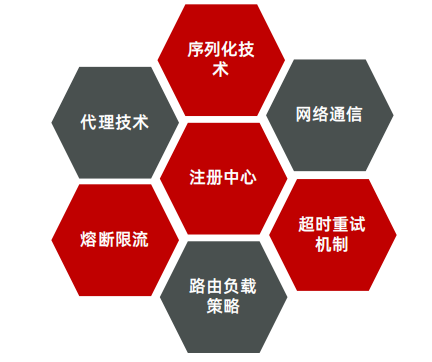 序列化技
术
代理技术
网络通信
注册中心
熔断限流
超时重试
机制
路由负载
策略